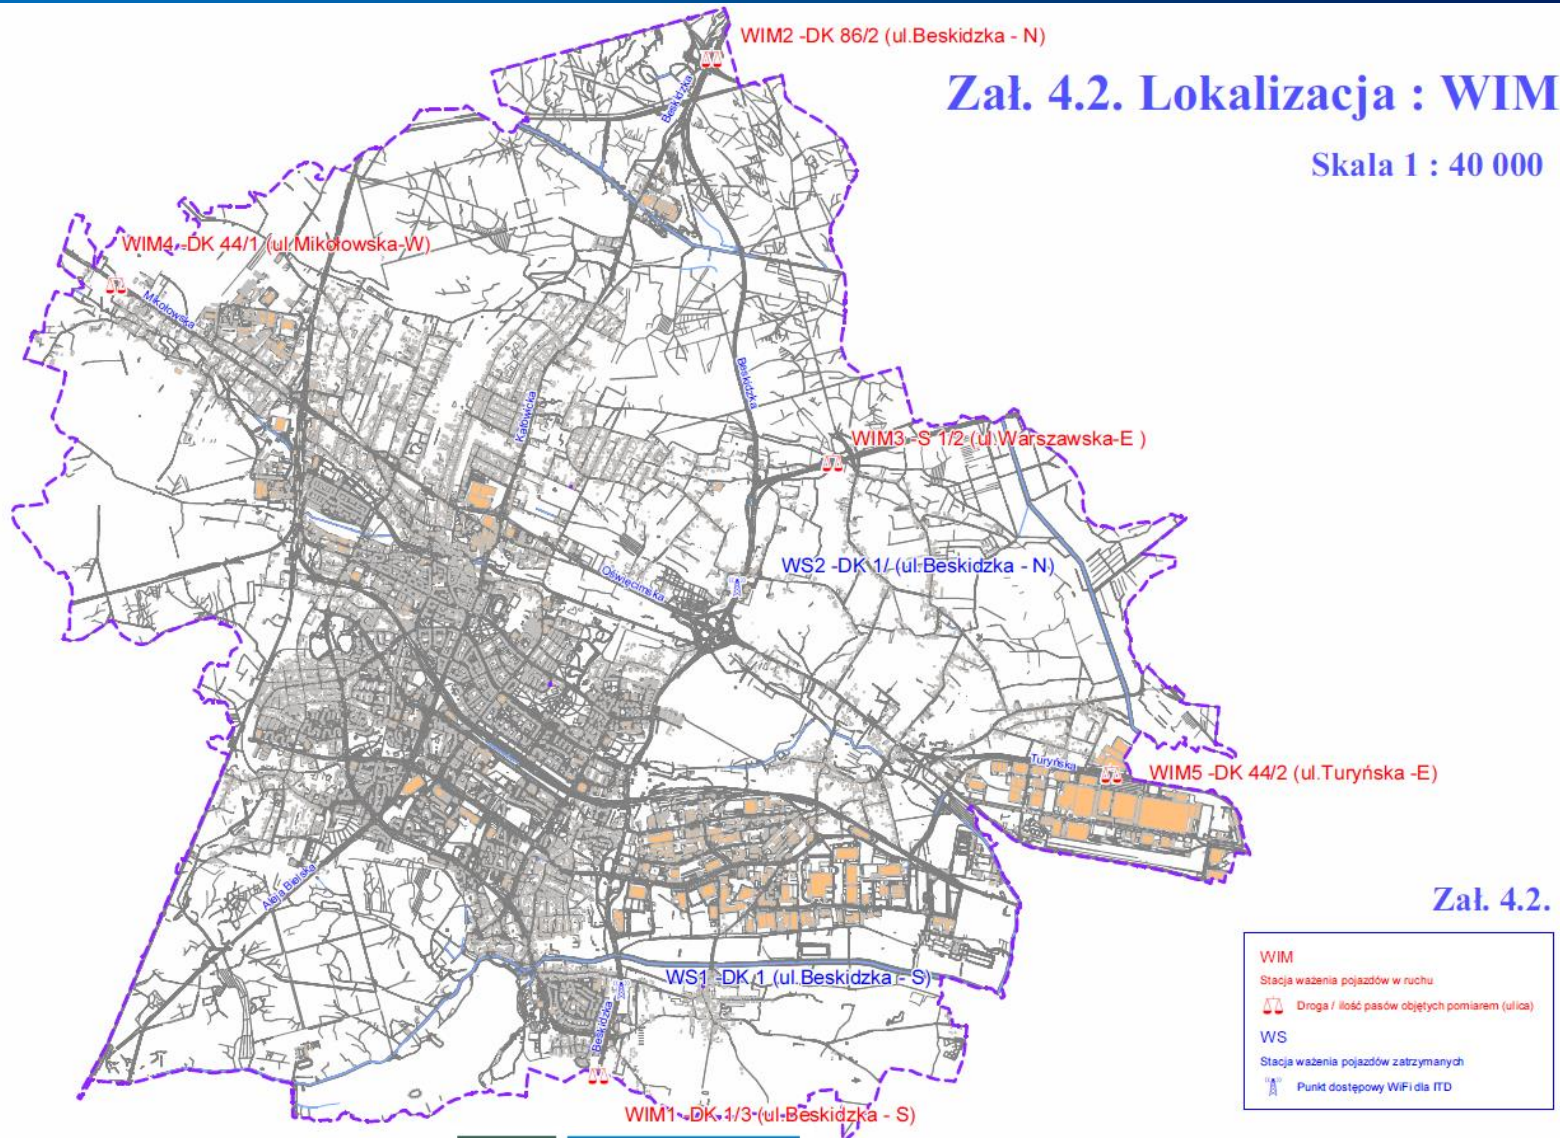 WIM2 -DK 86/2 (ul.Beskidzka - N)
Zał. 4.2. Lokalizacja : WIM
Skala 1 : 40 000
Beskidzka
WIM4 -DK 44/1 (ul.Mikołowska-W)
Mikołowska
Beskidzka
Katowicka
WIM3 -S 1/2 (ul.Warszawska-E )
WS2 -DK 1/ (ul.Beskidzka - N)
Oświęcimska
Turyńska
WIM5 -DK 44/2 (ul.Turyńska -E)
Aleja Bielska
Zał. 4.2.
WS1 -DK 1 (ul.Beskidzka - S)
Beskidzka
WIM1 -DK 1/3 (ul.Beskidzka - S)
WIM
Stacja ważenia pojazdów w ruchu
Droga / ilość pasów objętych pomiarem (ulica)
WS
Stacja ważenia pojazdów zatrzymanych
Punkt dostępowy WiFi dla ITD